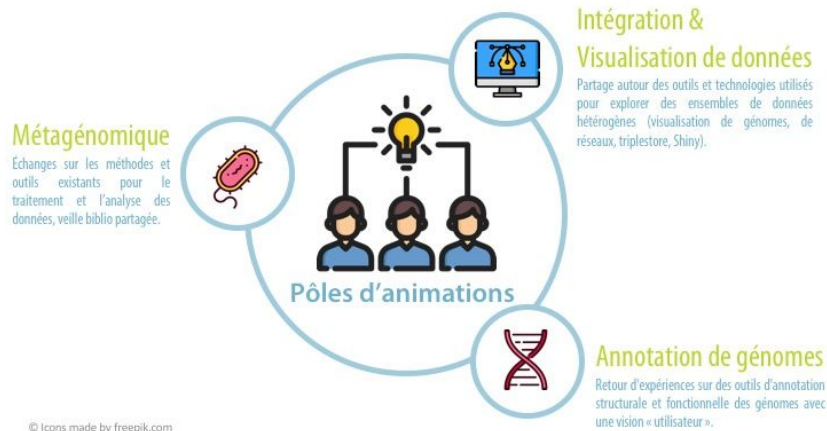 Intégration &
Visualisation de données
Partage autour des outils et technologies utilisés
pour explorer des ensembles de données
hétérogènes (visualisation de génomes, de
réseaux, triplestore, Shiny).
Métagénomique
Échanges sur les méthodes et
outils existants pour le
traitement et l'analyse des
données, veille biblio partagée.
Pôles d'animations
Annotation de génomes
Retour d'expériences sur des outils d'annotation
structurale et fonctionnelle des génomes avec
une vision « utilisateur ».
© Icons made by freepik.com